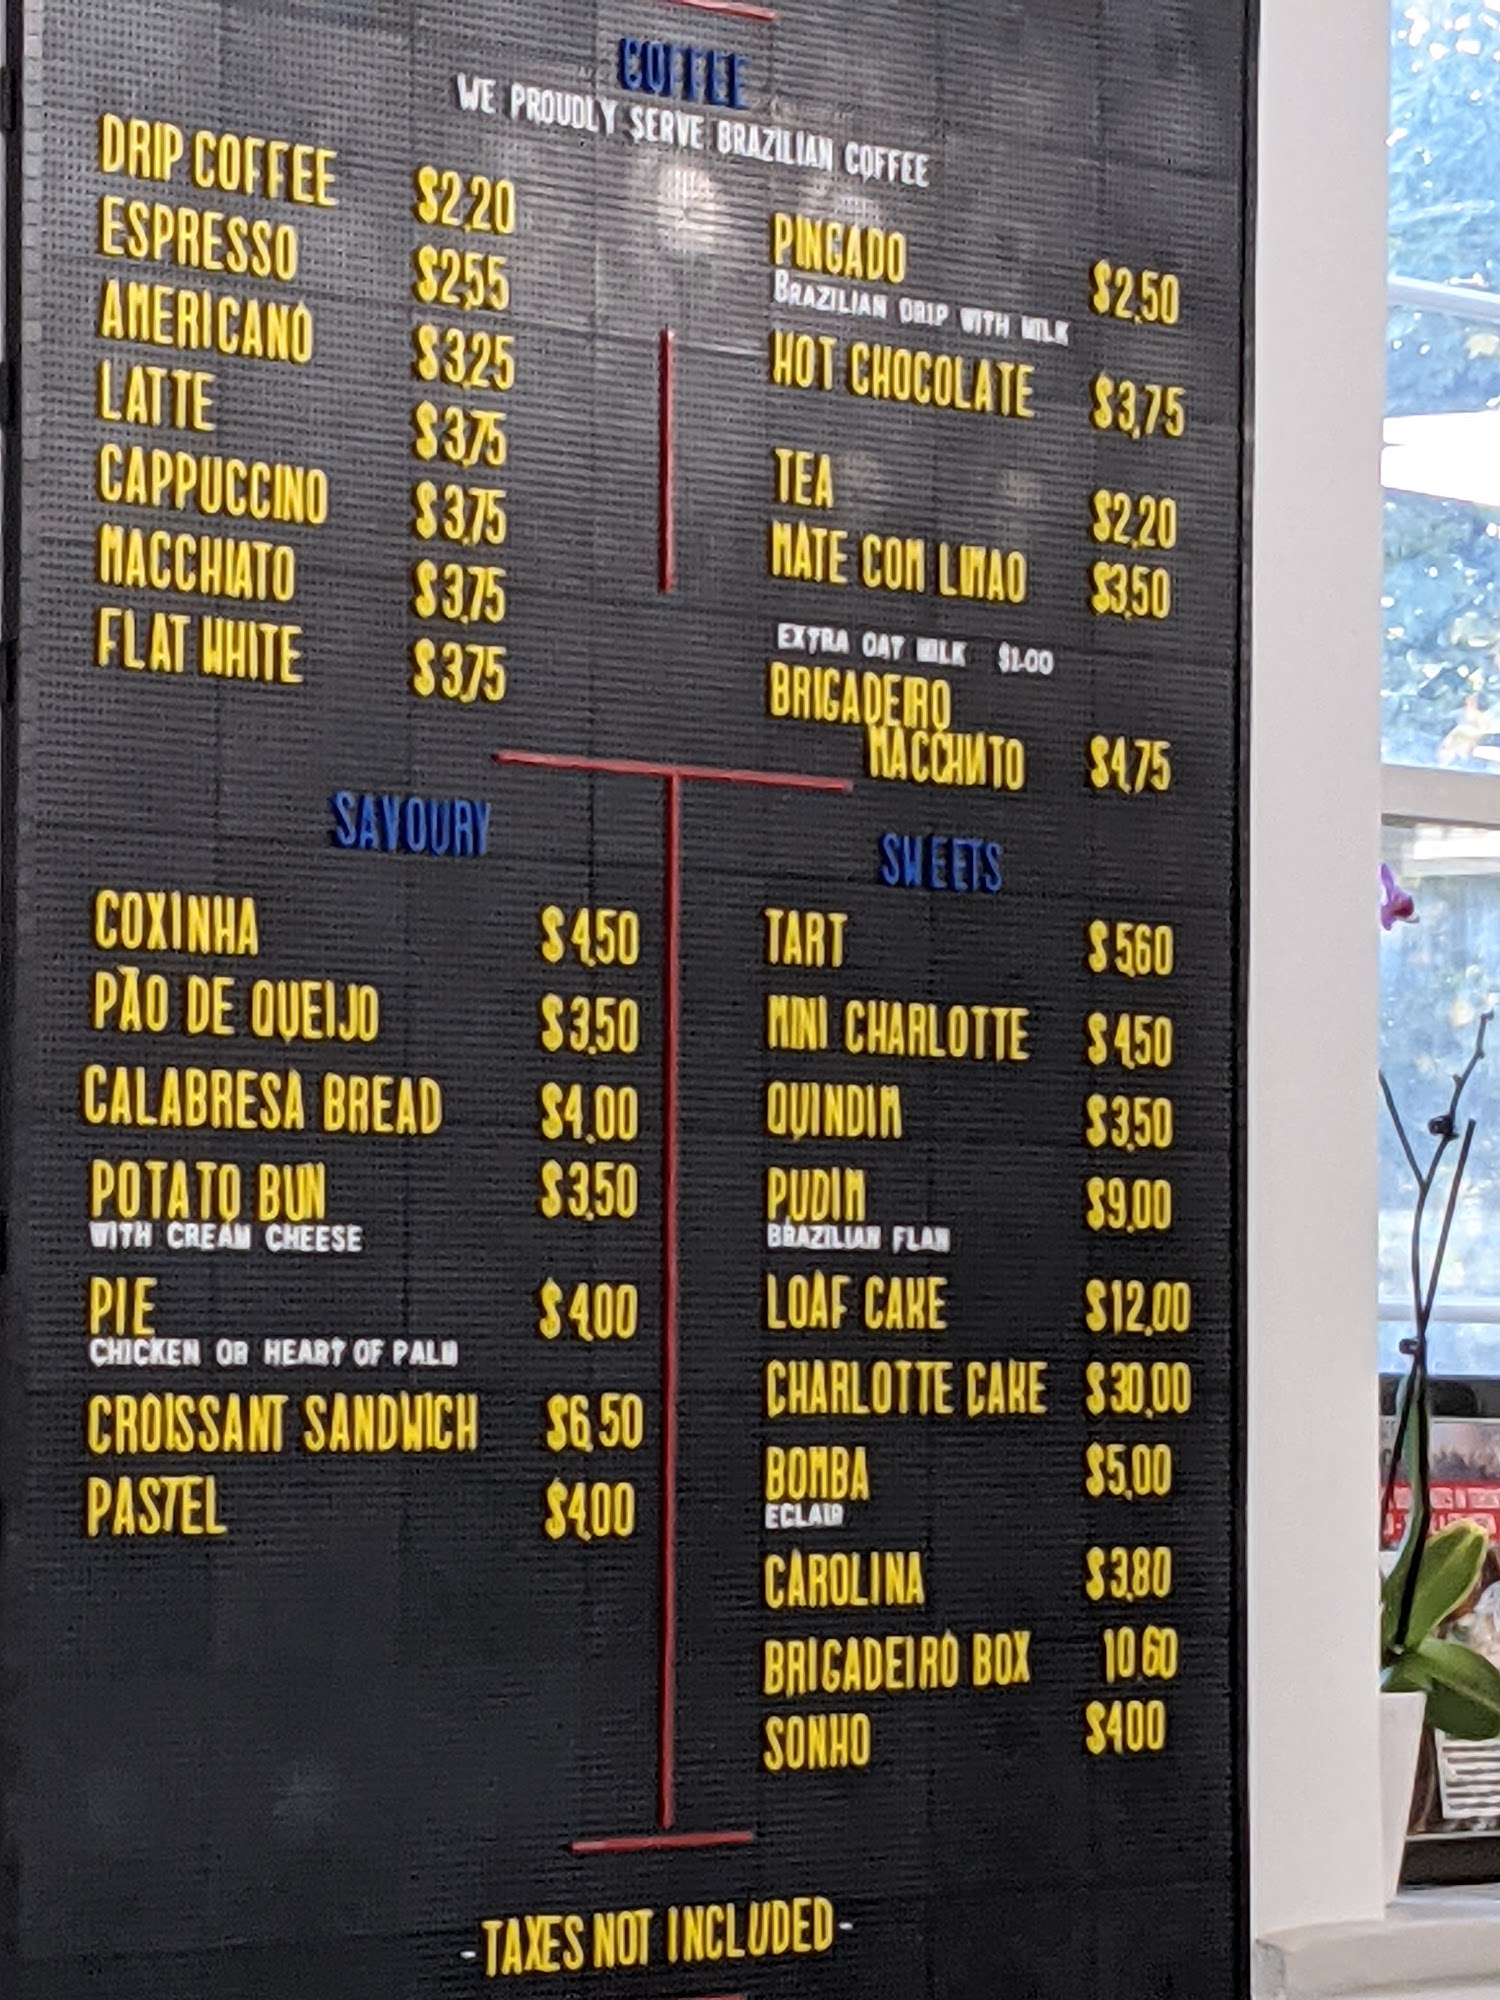 COFFEE
WE PROUDLY SERVE BRAZILIAN COFFEE
DRIP COFFEE $2.20
ESPRESSO $2.55
AMERICANO $3.25
LATTE $3.75
CAPPUCCINO $3.75
MACCHIATO $3.75
FLAT WHITE $3.75
PINGADO $2.50
BRAZILIAN DRIP WITH MILK
HOT CHOCOLATE $3.75
TEA $2.20
MATE COM LIMAO $3.50
EXTRA OAT MILK $1.00
BRIGADEIRO
MACCHIATO $4.75
SAVOURY
COXINHA $4.50
PÃO DE QUEIJO $3.50
CALABRESA BREAD $4.00
POTATO BUN $3.50
WITH CREAM CHEESE
PIE $4.00
CHICKEN OR HEART OF PALM
CROISSANT SANDWICH $6.50
PASTEL $4.00
SWEETS
TART $5.60
MINI CHARLOTTE $4.50
QUINDIM $3.50
PUDIM $9.00
BRAZILIAN FLAN
LOAF CAKE $12.00
CHARLOTTE CAKE $30.00
BOMBA $5.00
ECLAIR
CAROLINA $3.80
BRIGADEIRO BOX 10.60
SONHO $4.00
-TAXES NOT INCLUDED-